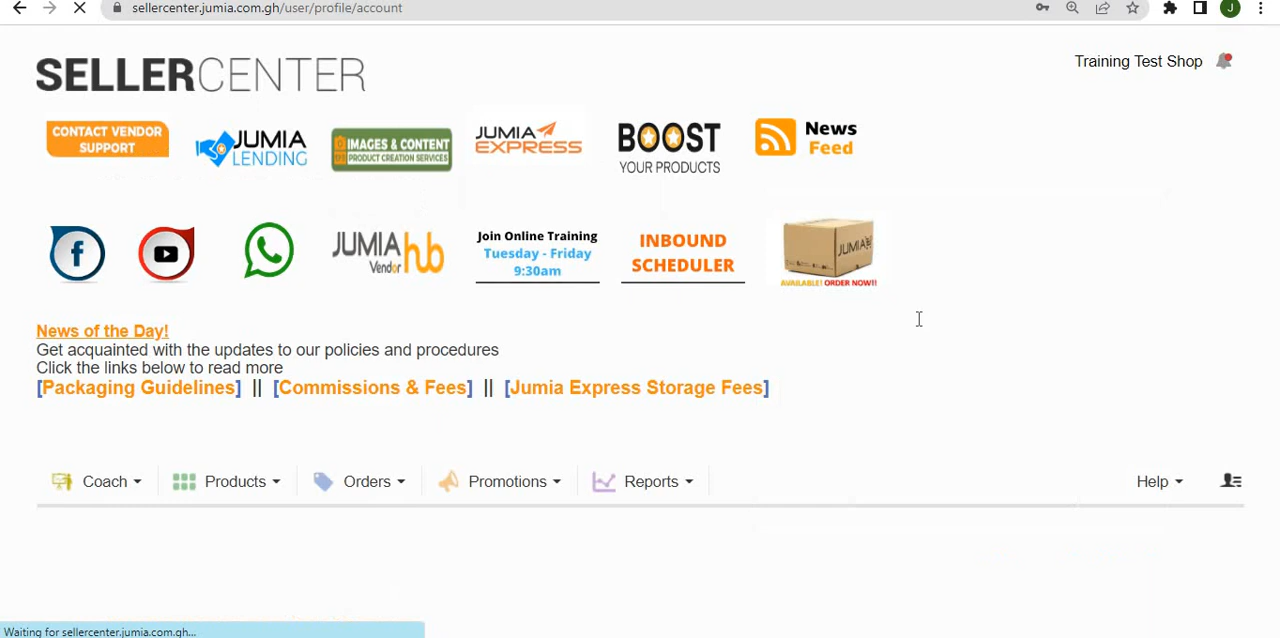 sellercenter.jumia.com.gh/user/profile/account
J
SELLERCENTER
Training Test Shop
CONTACT VENDOR
SUPPORT
JUMIA
LENDING
IMAGES & CONTENT
PRODUCT CREATION SERVICES
JUMIA
EXPRESS
BOOST
YOUR PRODUCTS
News
Feed
JUMIA hub
Vendor
Join Online Training
Tuesday - Friday
9:30am
INBOUND
SCHEDULER
JUMIA
AVAILABLE! ORDER NOW!!
News of the Day!
Get acquainted with the updates to our policies and procedures
Click the links below to read more
[Packaging Guidelines] || [Commissions & Fees] || [Jumia Express Storage Fees]
Coach Products Orders Promotions Reports Help
Waiting for sellercenter.jumia.com.gh...